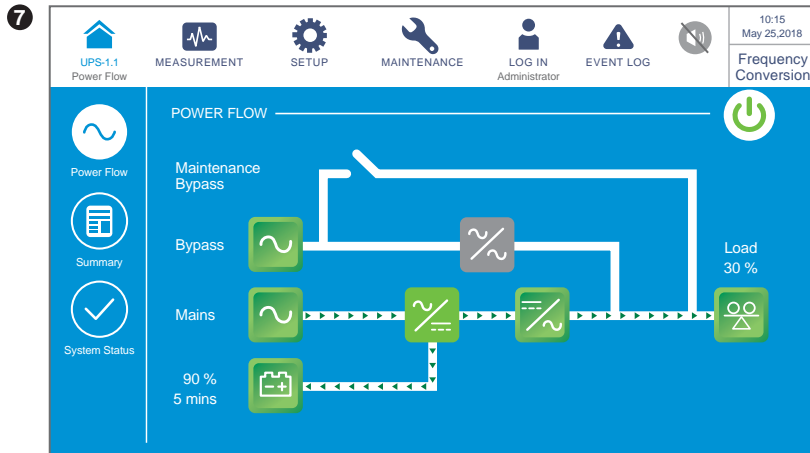 7
UPS-1.1
Power Flow
MEASUREMENT
SETUP
MAINTENANCE
LOG IN
Administrator
EVENT LOG
10:15
May 25,2018
Frequency
Conversion
Power Flow
Summary
System Status
POWER FLOW
Maintenance
Bypass
Bypass
Load
30 %
Mains
90 %
5 mins